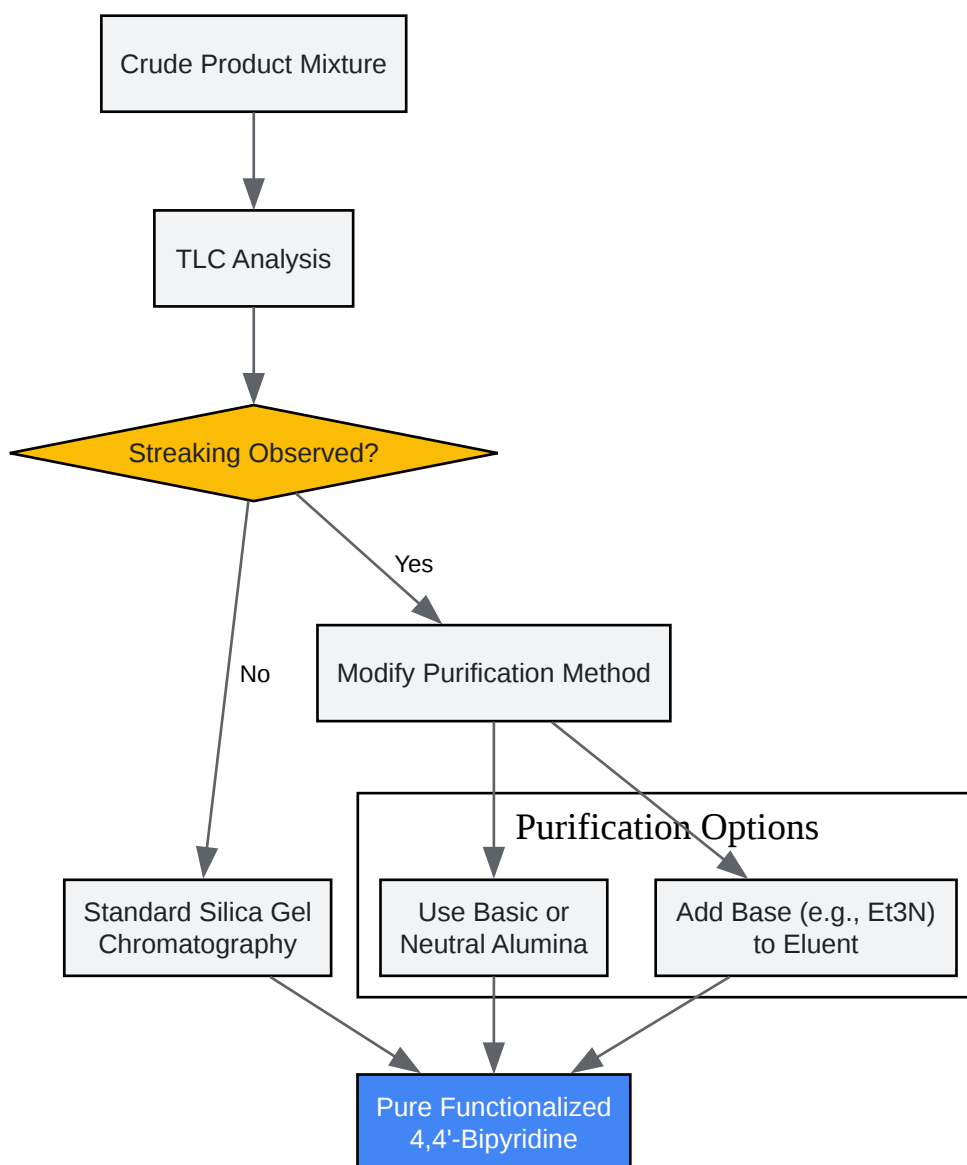 Crude Product Mixture
TLC Analysis
Streaking Observed?
Yes
No
Modify Purification Method
Purification Options
Standard Silica Gel
Chromatography
Use Basic or
Neutral Alumina
Add Base (e.g., Et3N)
to Eluent
Pure Functionalized
4,4'-Bipyridine